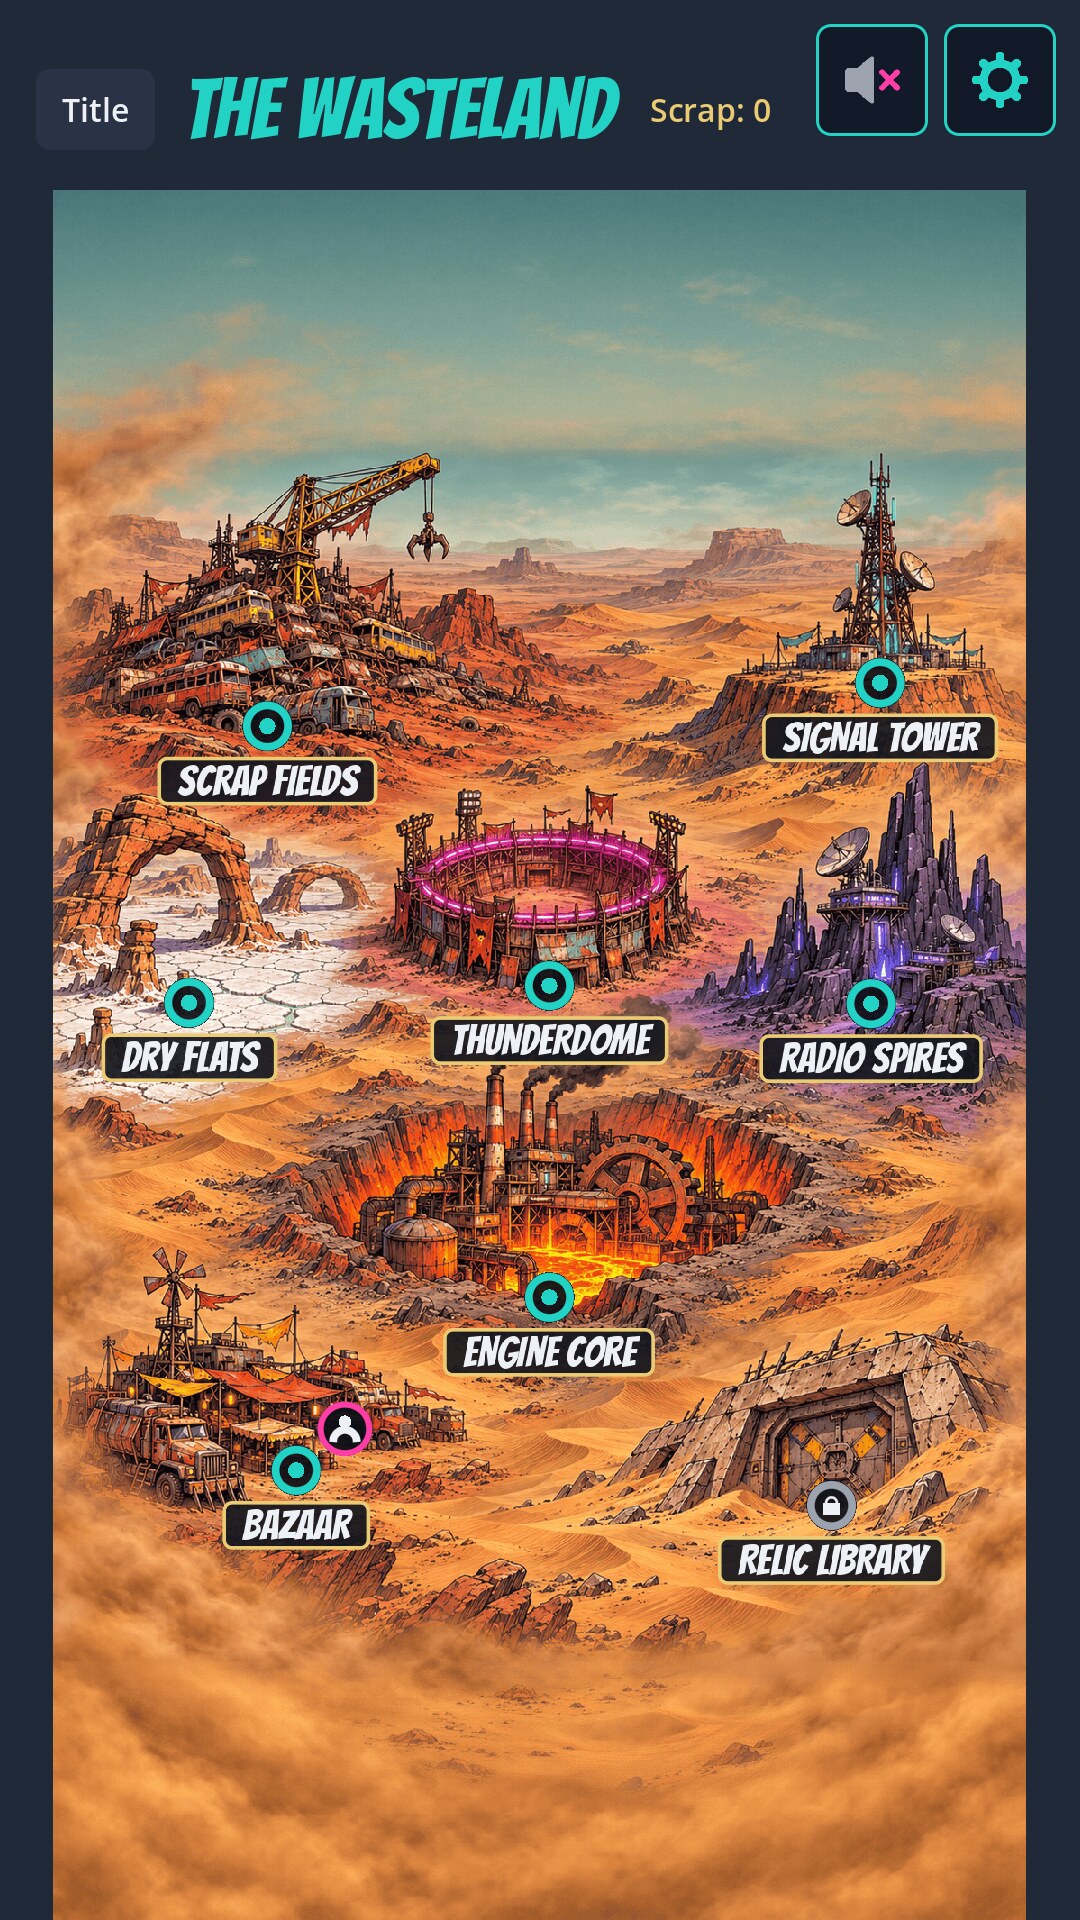 Title
THE WASTELAND
Scrap: 0
SIGNAL TOWER
SCRAP FIELDS
THUNDERDOME
DRY FLATS
RADIO SPIRES
ENGINE CORE
BAZAAR
RELIC LIBRARY